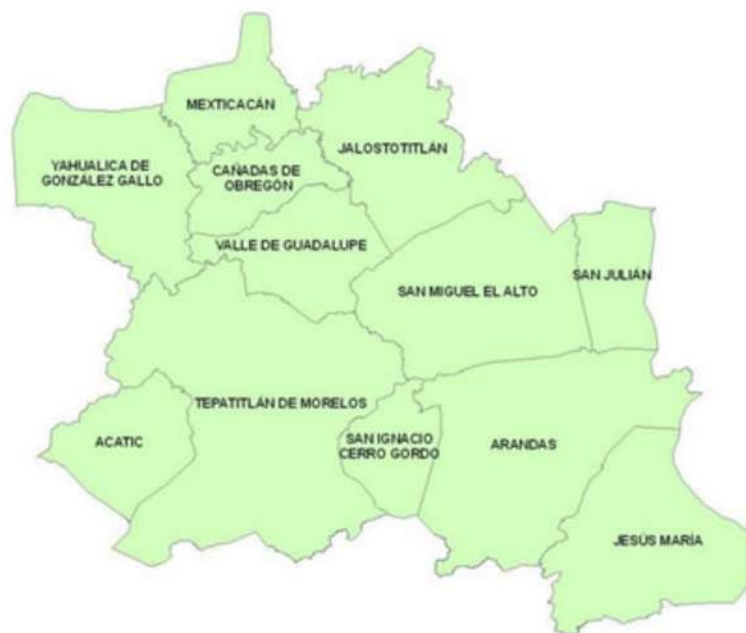 MEXTICACÁN
JALOSTOTITLÁN
YAHUALICA DE
GONZÁLEZ GALLO
CAÑADAS DE
OBREGÓN
VALLE DE GUADALUPE
SAN MIGUEL EL ALTO
SAN JULIÁN
TEPATITLÁN DE MORELOS
ACATIC
SAN IGNACIO
CERRO GORDO
ARANDAS
JESÚS MARÍA